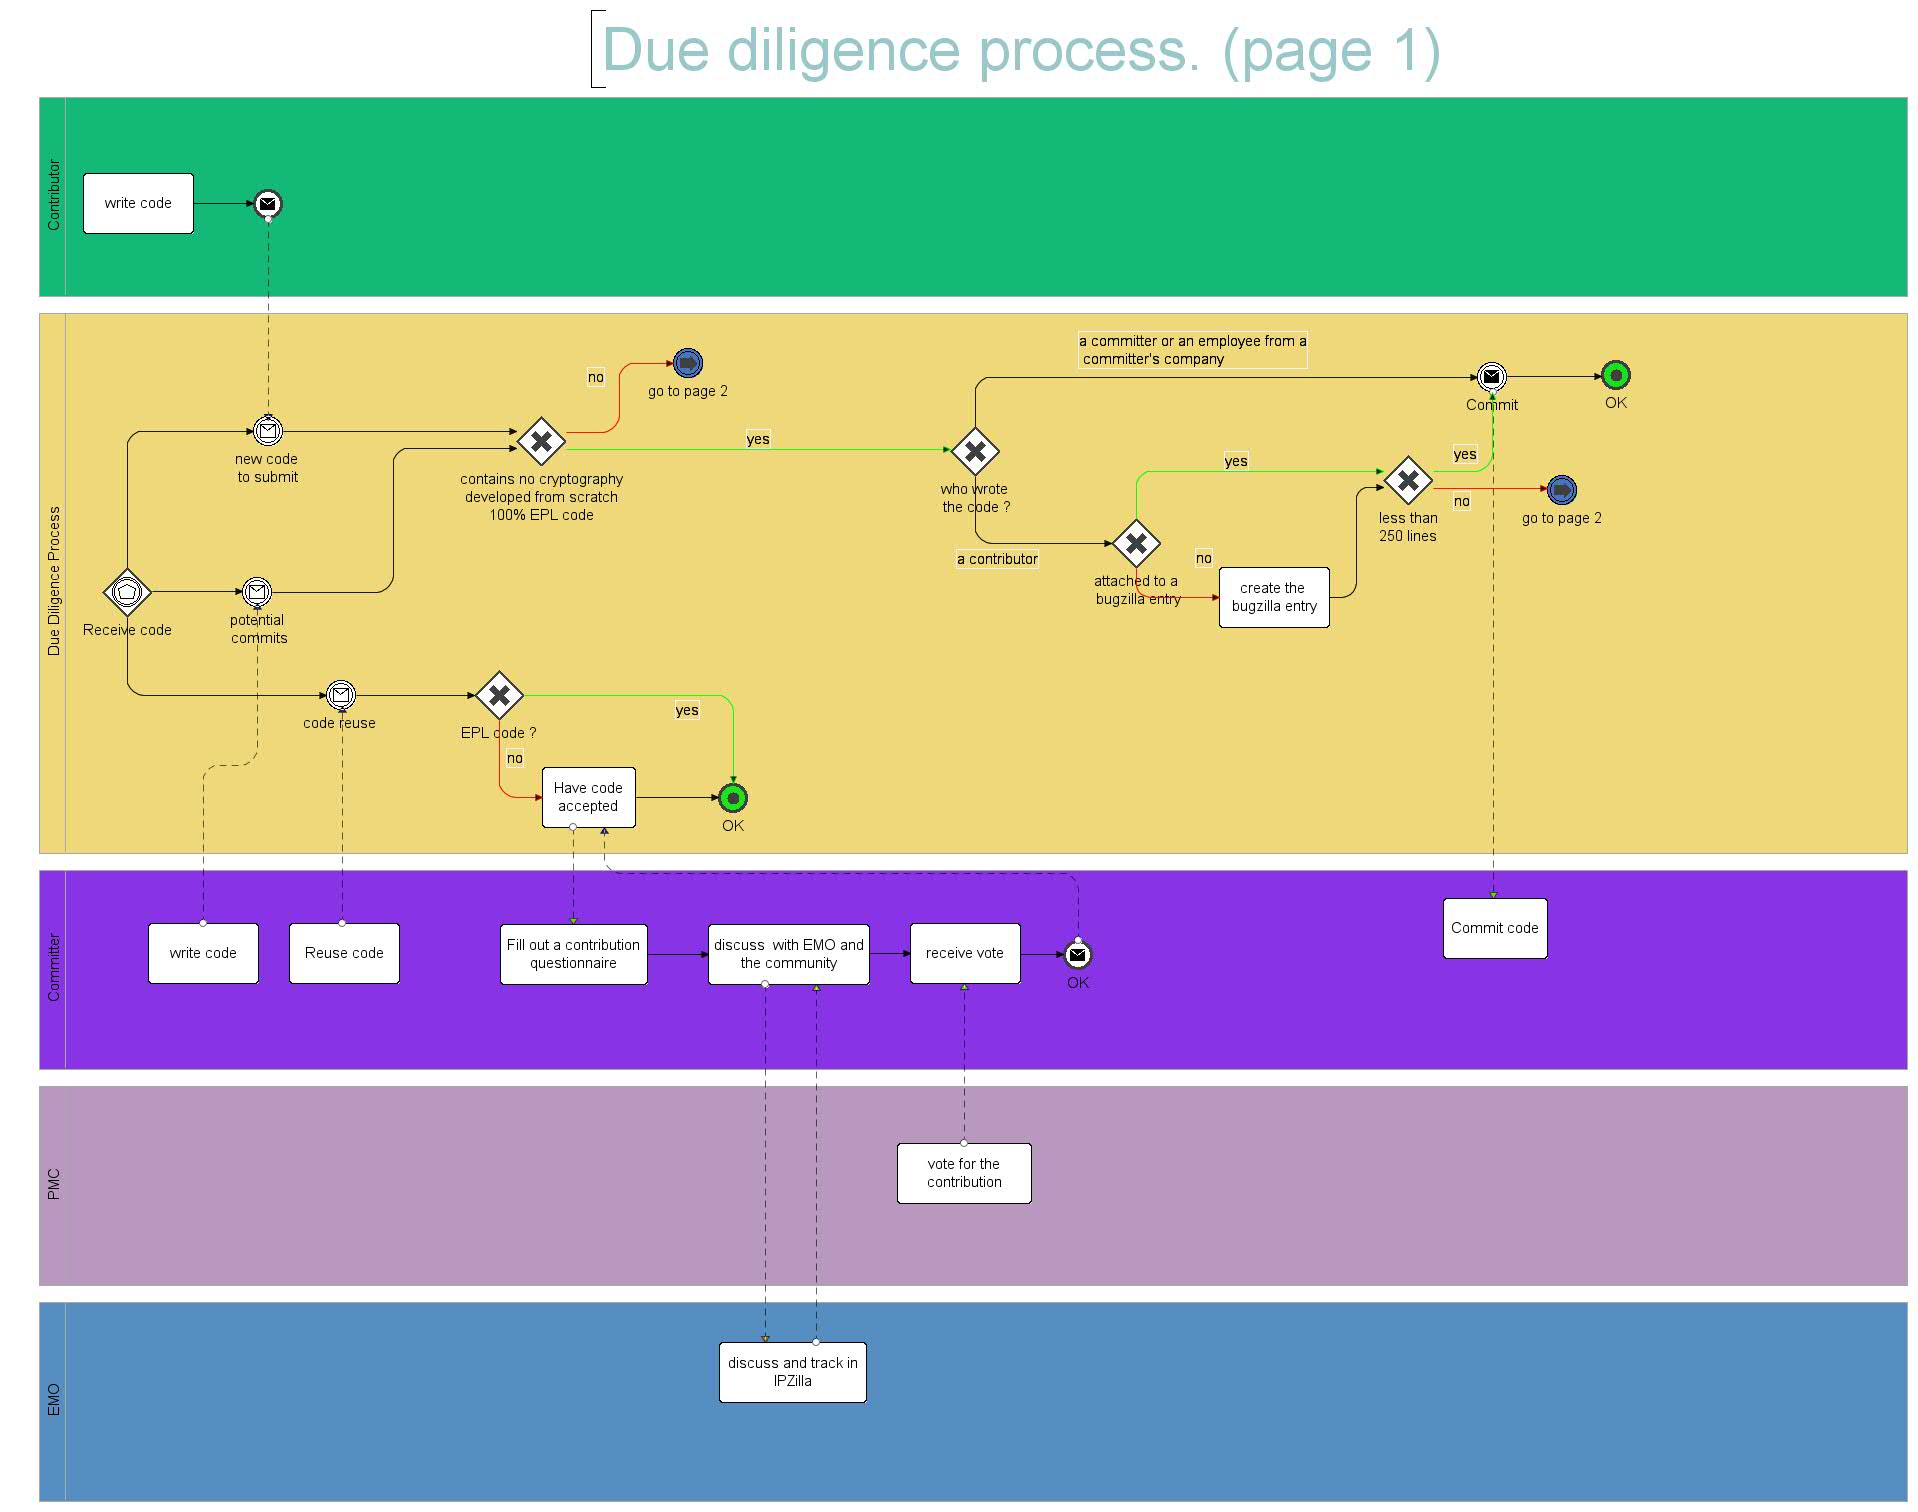 Due diligence process. (page 1)
Contributor
write code
Due Diligence Process
Receive code
new code
to submit
potential
commits
code reuse
contains no cryptography
developed from scratch
100% EPL code
no
go to page 2
yes
who wrote
the code ?
a committer or an employee from a
committer's company
a contributor
attached to a
bugzilla entry
yes
no
create the
bugzilla entry
less than
250 lines
yes
no
go to page 2
Commit
OK
EPL code ?
yes
no
Have code
accepted
OK
Committer
write code
Reuse code
Fill out a contribution
questionnaire
discuss with EMO and
the community
receive vote
OK
Commit code
PMC
vote for the
contribution
EMO
discuss and track in
IPZilla